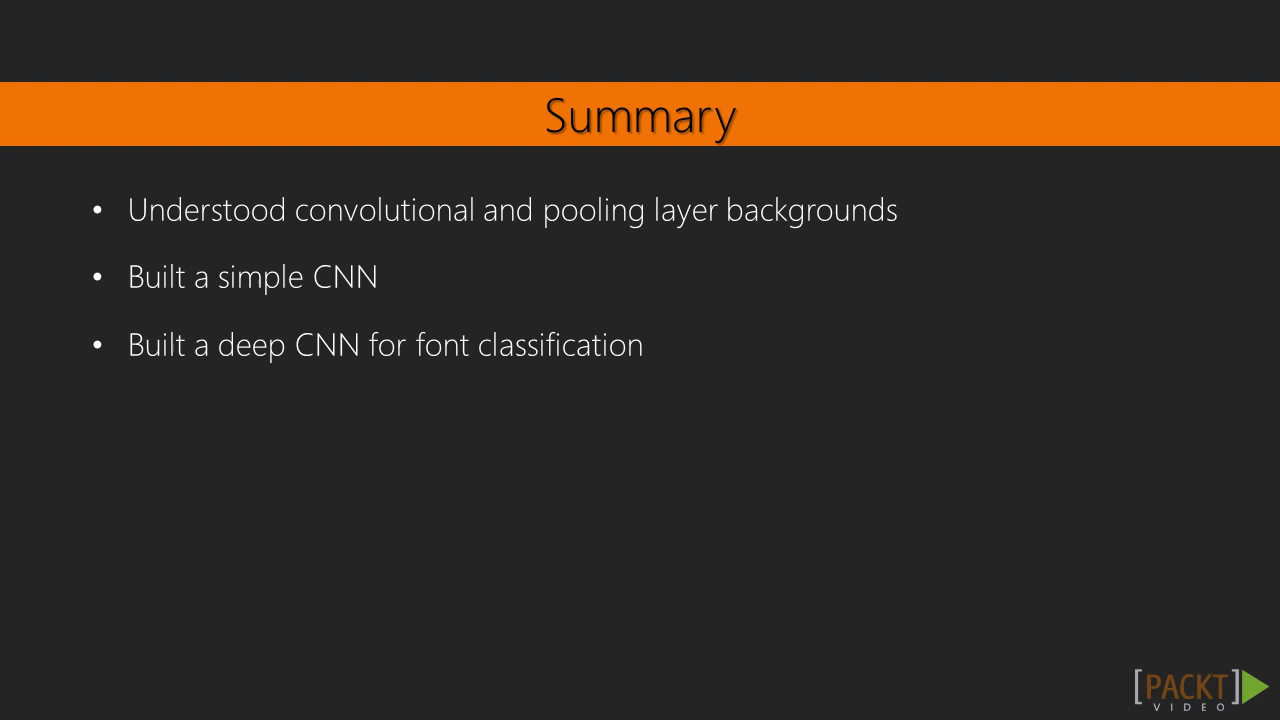 Summary
• Understood convolutional and pooling layer backgrounds
• Built a simple CNN
• Built a deep CNN for font classification
[PACKT]
VIDEO